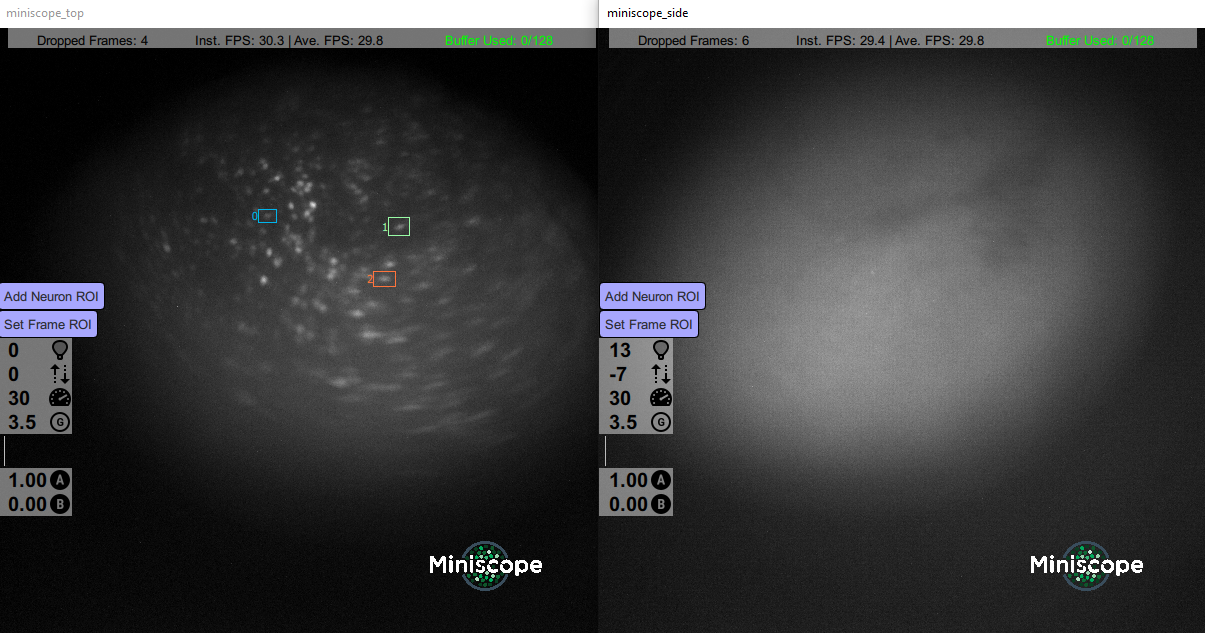 miniscope_top
Dropped Frames: 4 Inst. FPS: 30.3 | Ave. FPS: 29.8 Buffer Used: 0/128
0
1
2
Add Neuron ROI
Set Frame ROI
0
0
30
3.5 G
1.00 A
0.00 B
Miniscope
miniscope_side
Dropped Frames: 6 Inst. FPS: 29.4 | Ave. FPS: 29.8 Buffer Used: 0/128
Add Neuron ROI
Set Frame ROI
13
-7
30
3.5 G
1.00 A
0.00 B
Miniscope